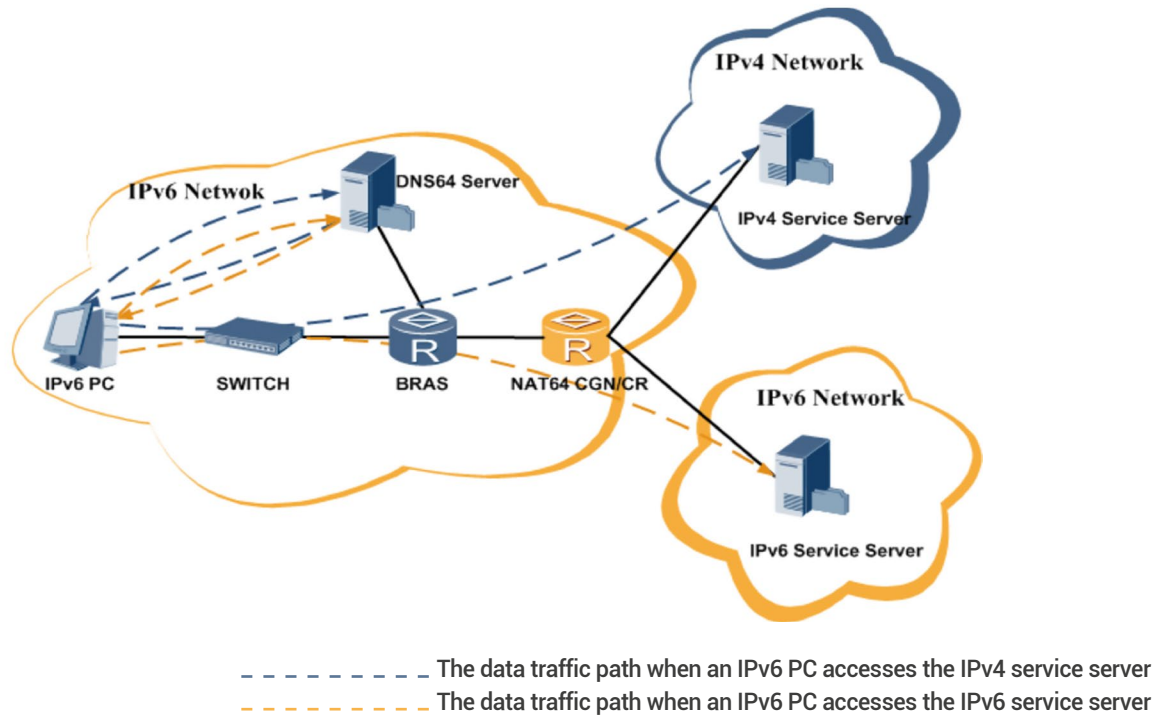 IPv4 Network
IPv4 Service Server
DNS64 Server
IPv6 Netwok
IPv6 PC
SWITCH
BRAS
NAT64 CGN/CR
R
R
IPv6 Network
IPv6 Service Server
The data traffic path when an IPv6 PC accesses the IPv4 service server
The data traffic path when an IPv6 PC accesses the IPv6 service server